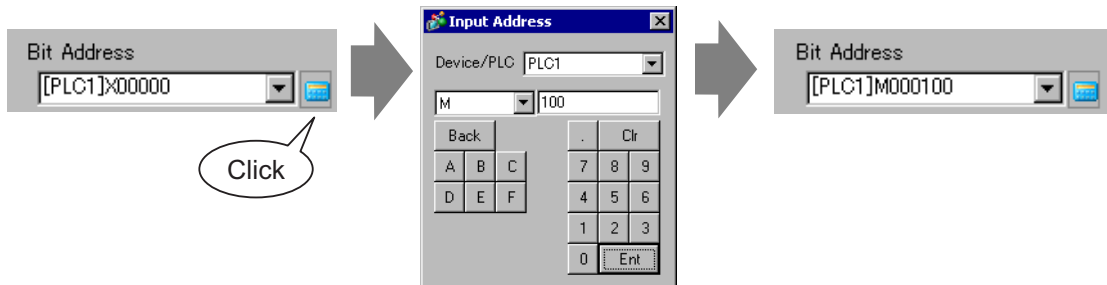 Bit Address
[PLC1]X00000
Click
Input Address
Device/PLC PLC1
M 100
Back . Clr
A B C 7 8 9
D E F 4 5 6
1 2 3
0 Ent
Bit Address
[PLC1]M000100